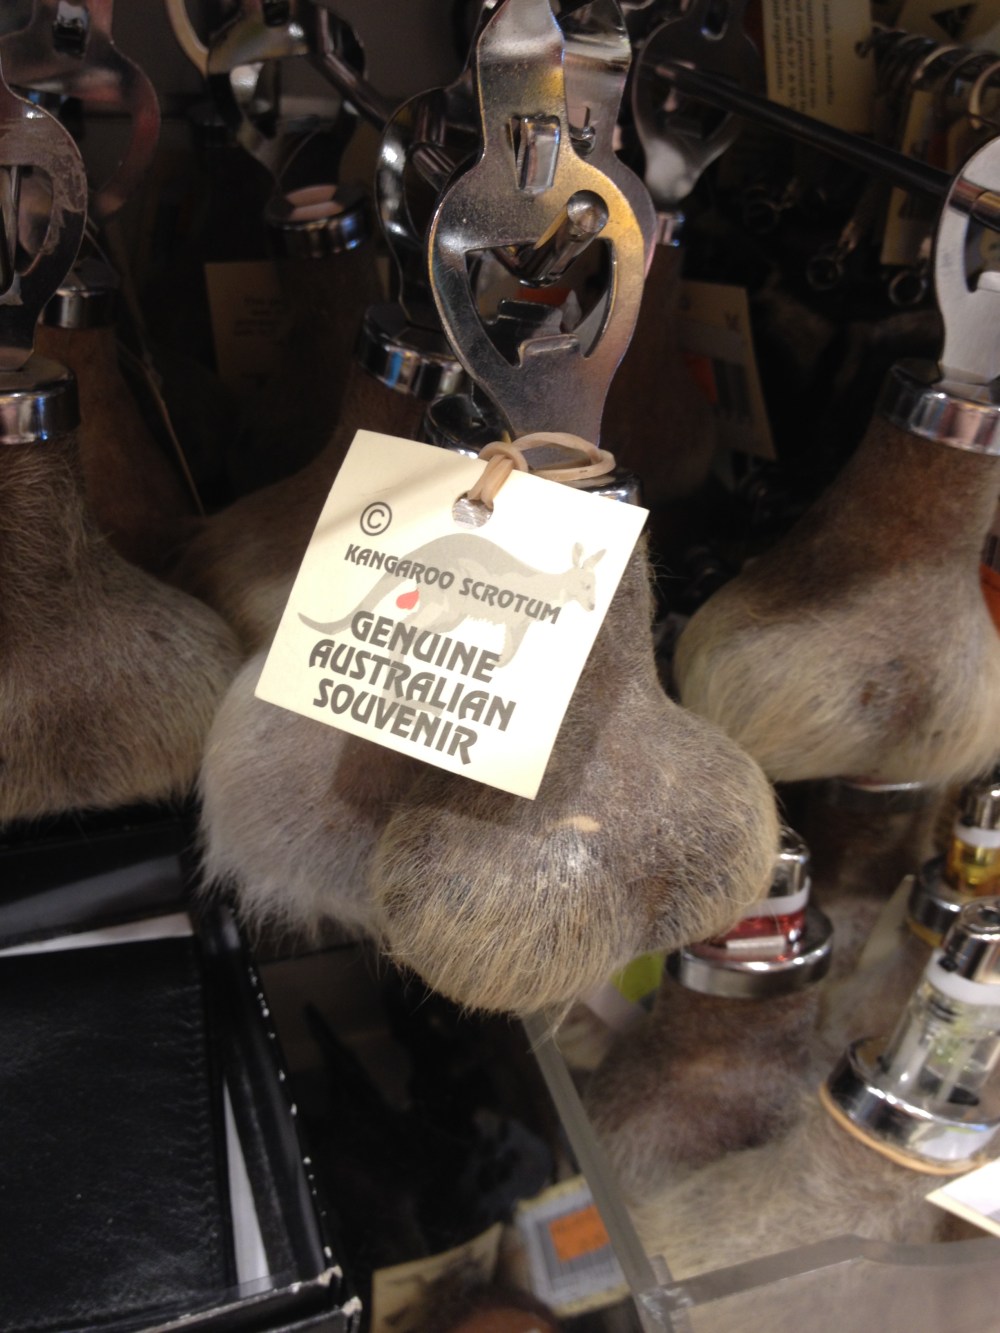 ©
KANGAROO SCROTUM
GENUINE
AUSTRALIAN
SOUVENIR